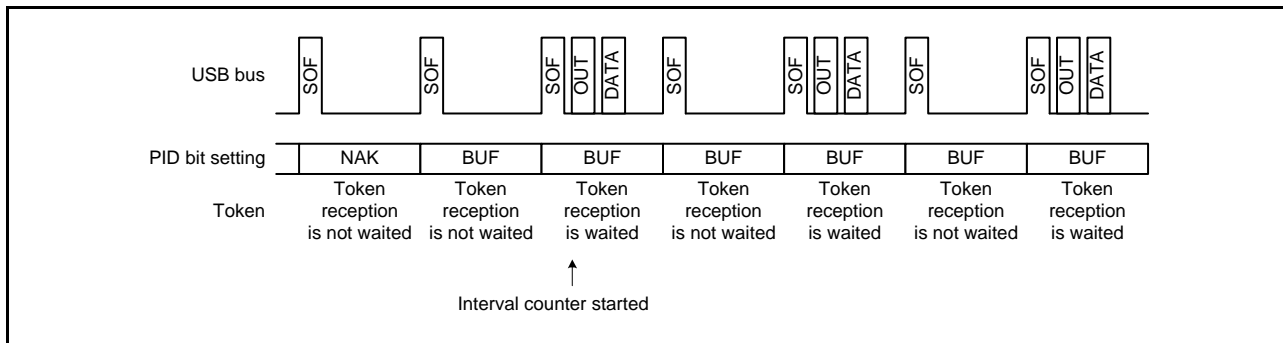 USB bus
SOF SOF SOF OUT DATA SOF SOF OUT DATA SOF SOF OUT DATA
PID bit setting NAK BUF BUF BUF BUF BUF BUF
Token Token Token Token Token Token Token
Token reception reception reception reception reception reception reception
is not waited is not waited is waited is not waited is waited is not waited is waited
Interval counter started